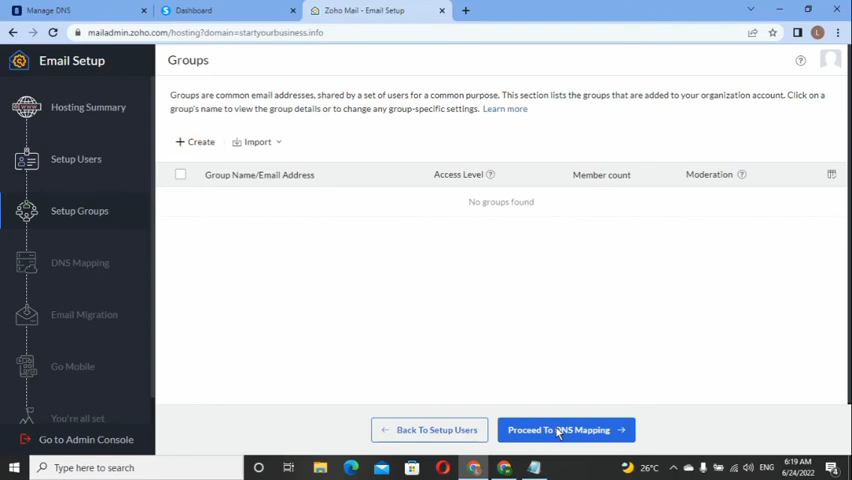 Manage DNS
Dashboard
Zoho Mail - Email Setup
mailadmin.zoho.com/hosting?domain=startyourbusiness.info
L
Email Setup
Groups
Hosting Summary
Setup Users
Setup Groups
DNS Mapping
Email Migration
Go Mobile
You're all set
Go to Admin Console
Groups are common email addresses, shared by a set of users for a common purpose. This section lists the groups that are added to your organization account. Click on a
group's name to view the group details or to change any group-specific settings. Learn more
Create
Import
Group Name/Email Address
Access Level
Member count
Moderation
No groups found
Back To Setup Users
Proceed To DNS Mapping
Type here to search
26°C
ENG
6:19 AM
6/24/2022
4